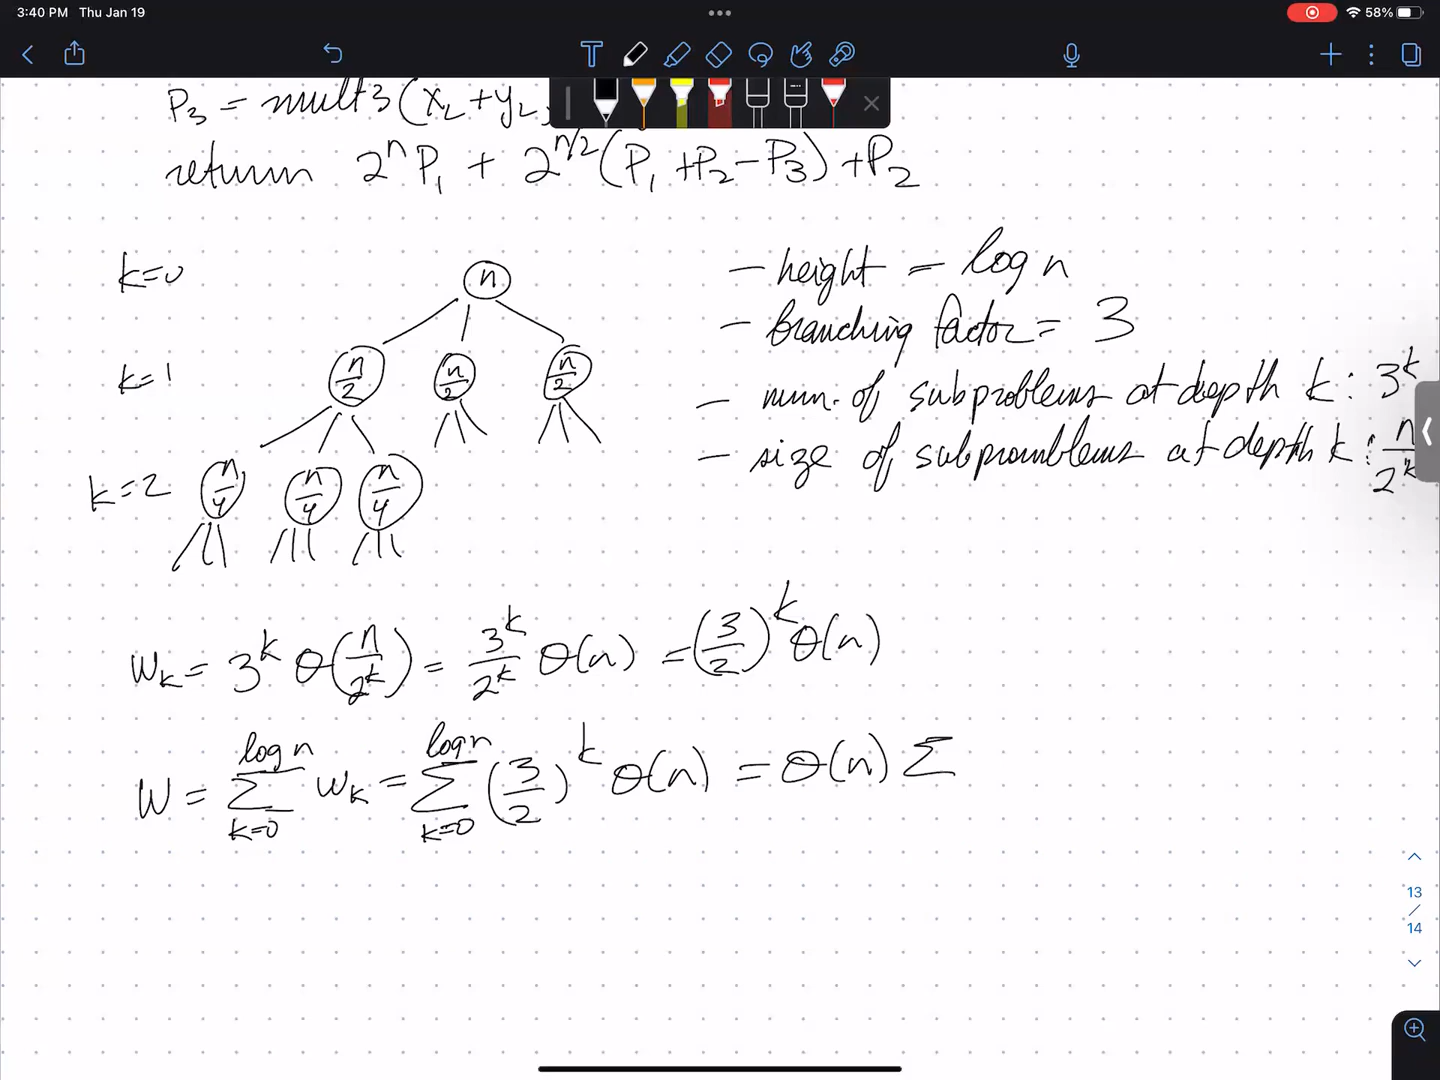 3:40 PM Thu Jan 19
58%
P₃ = mult3(x₂+y₂,
return 2ⁿP₁ + 2^{n/2}(P₁+P₂-P₃)+P₂
k=0
n
- height = log n
- branching factor = 3
k=1
n/2 n/2 n/2
- num. of subproblems at depth k: 3^k
- size of subpromblems at depth k: n/2^k
k=2
n/4 n/4 n/4
W_k = 3^k Θ(n/2^k) = 3^k/2^k Θ(n) = (3/2)^k Θ(n)
W = Σ_{k=0}^{log n} W_k = Σ_{k=0}^{log n} (3/2)^k Θ(n) = Θ(n) Σ
13
/
14